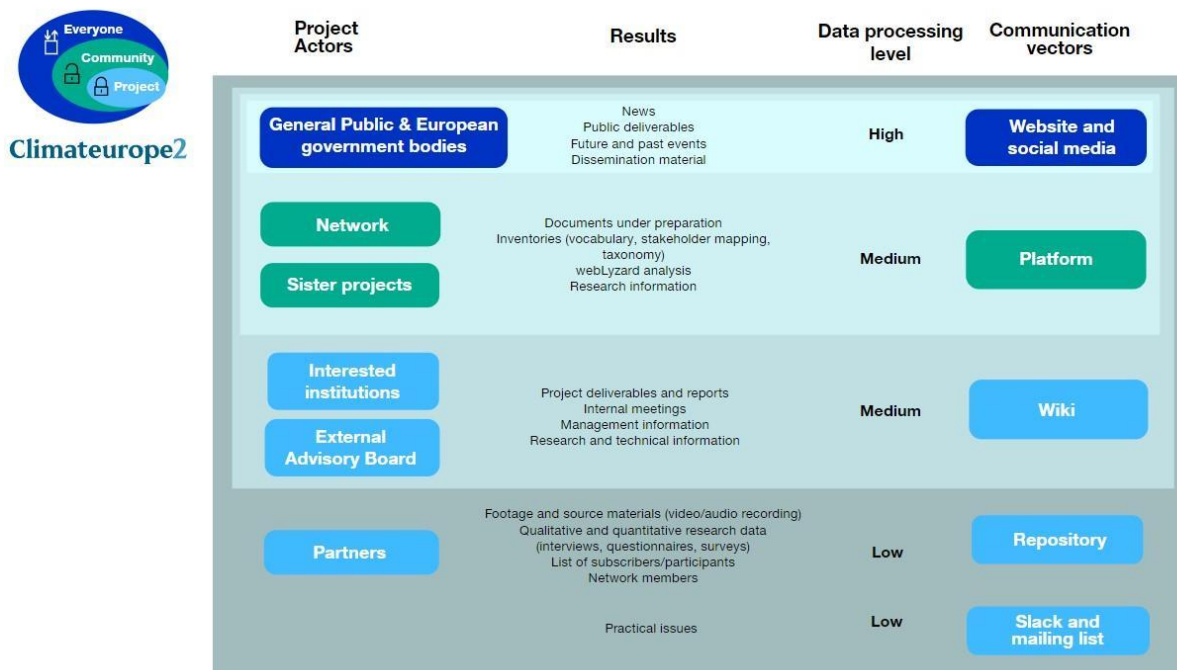 Everyone
Community
Project
Climateurope2
Project
Actors
Results
Data processing
level
Communication
vectors
General Public & European
government bodies
News
Public deliverables
Future and past events
Dissemination material
High
Website and
social media
Network
Sister projects
Documents under preparation
Inventories (vocabulary, stakeholder mapping,
taxonomy)
webLyzard analysis
Research information
Medium
Platform
Interested
institutions
External
Advisory Board
Project deliverables and reports
Internal meetings
Management information
Research and technical information
Medium
Wiki
Partners
Footage and source materials (video/audio recording)
Qualitative and quantitative research data
(interviews, questionnaires, surveys)
List of subscribers/participants
Network members
Low
Repository
Practical issues
Low
Slack and
mailing list